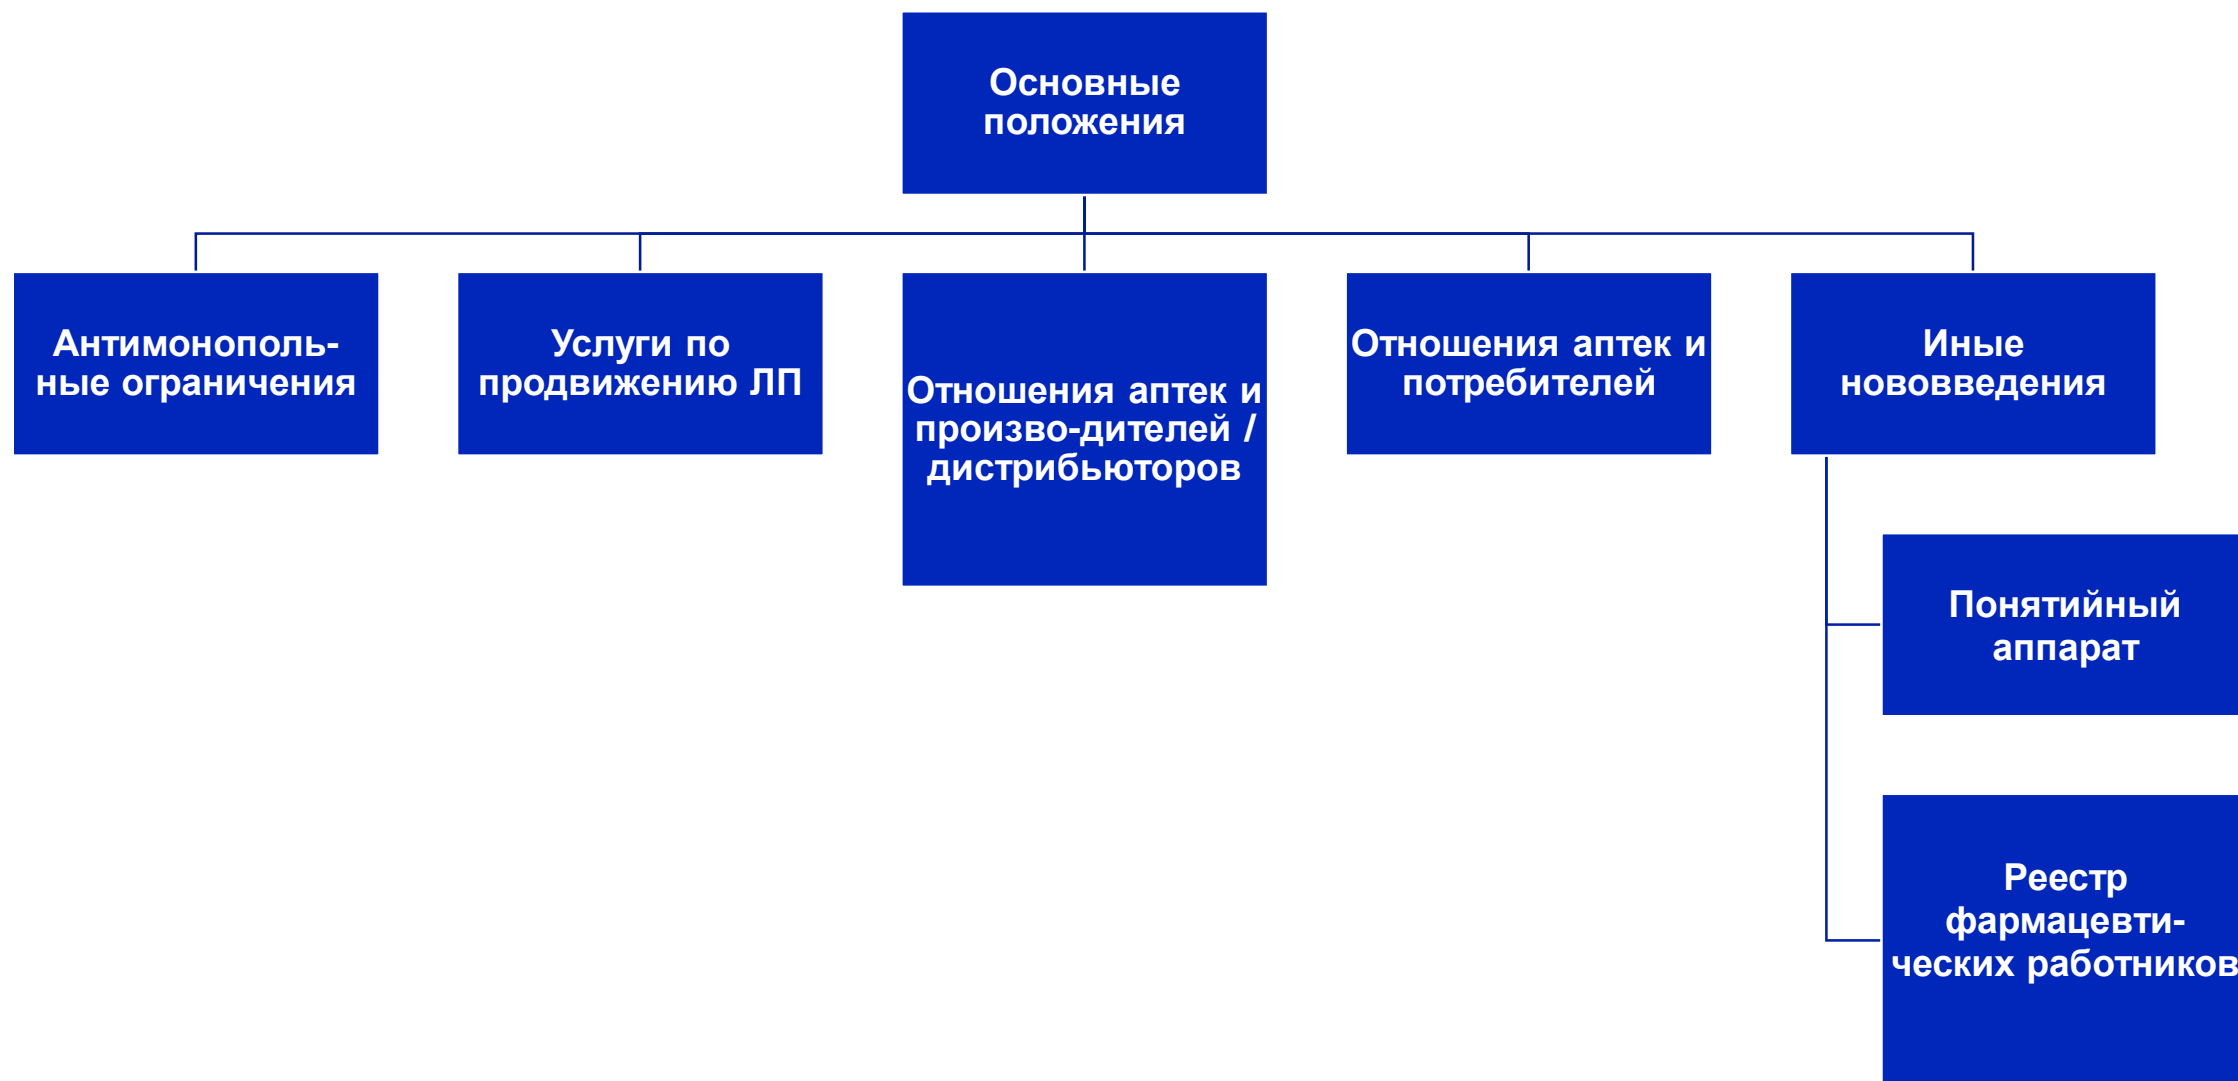 Основные
положения
Антимонополь-
ные ограничения
Услуги по
продвижению ЛП
Отношения аптек и
произво-дителей /
дистрибьюторов
Отношения аптек и
потребителей
Иные
нововведения
Понятийный
аппарат
Реестр
фармацевти-
ческих работников